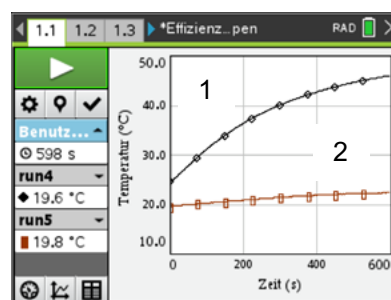 1.1 1.2 1.3 *Effizienz...pen RAD
Benutz...
598 s
run4
19.6 °C
run5
19.8 °C
50.0
40.0
30.0
20.0
10.0
Temperatur (°C)
1
2
0 200 400 600
Zeit (s)